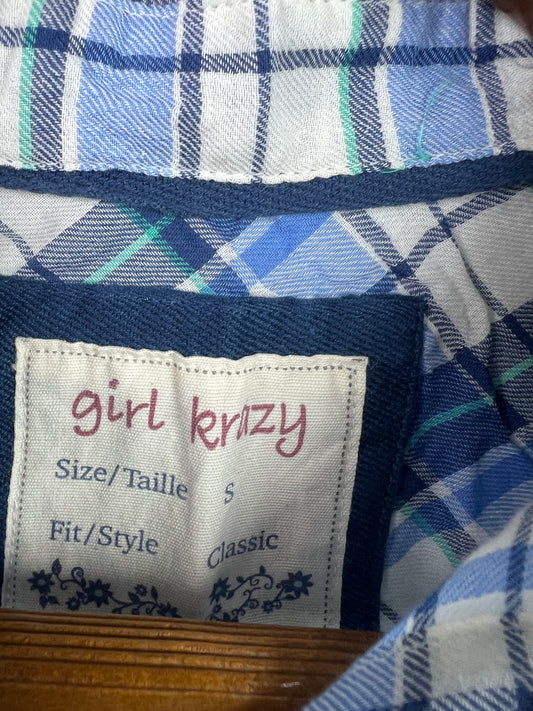 girl krazy
Size/Taille S
Fit/Style Classic